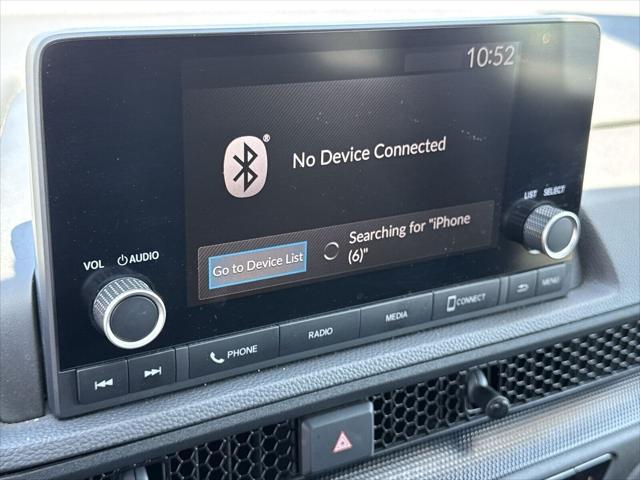 10:52
®
No Device Connected
Go to Device List
Searching for "iPhone
(6)"
VOL AUDIO
LIST SELECT
PHONE
RADIO
MEDIA
CONNECT
MENU